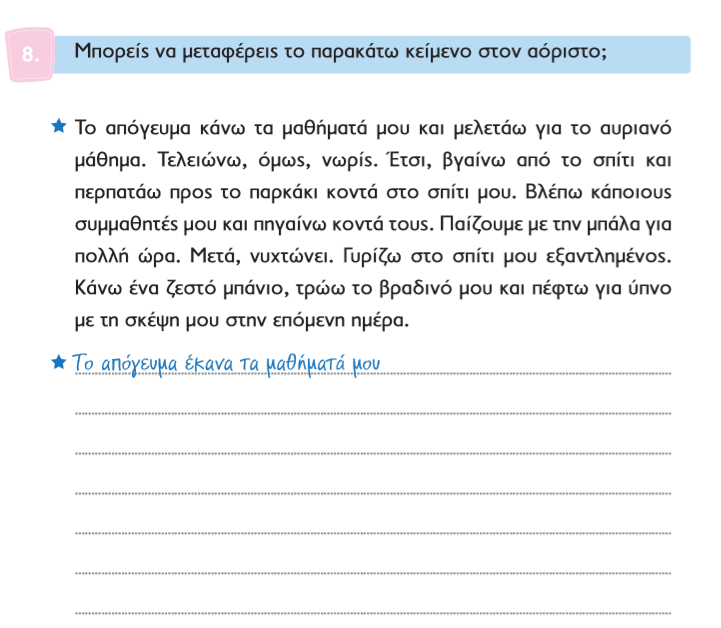 8.
Μπορείς να μεταφέρεις το παρακάτω κείμενο στον αόριστο;
Το απόγευμα κάνω τα μαθήματά μου και μελετάω για το αυριανό
μάθημα. Τελειώνω, όμως, νωρίς. Έτσι, βγαίνω από το σπίτι και
περπατάω προς το παρκάκι κοντά στο σπίτι μου. Βλέπω κάποιους
συμμαθητές μου και πηγαίνω κοντά τους. Παίζουμε με την μπάλα για
πολλή ώρα. Μετά, νυχτώνει. Γυρίζω στο σπίτι μου εξαντλημένος.
Κάνω ένα ζεστό μπάνιο, τρώω το βραδινό μου και πέφτω για ύπνο
με τη σκέψη μου στην επόμενη ημέρα.
Το απόγευμα έκανα τα μαθήματά μου